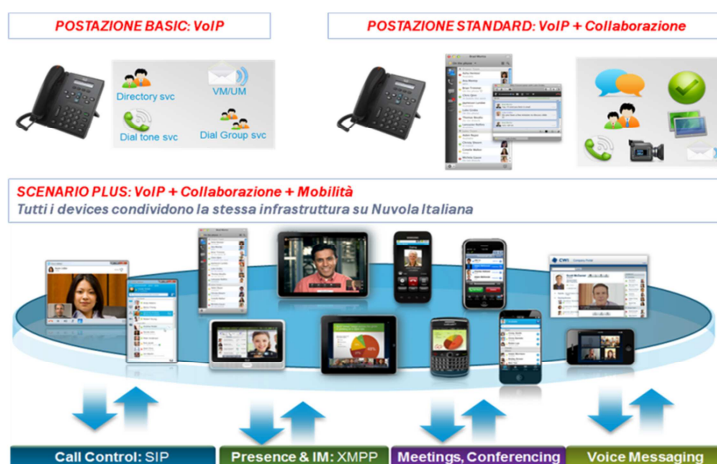 POSTAZIONE BASIC: VoIP
POSTAZIONE STANDARD: VoIP + Collaborazione
Directory svc
VM/UM
Dial tone svc
Dial Group svc
SCENARIO PLUS: VoIP + Collaborazione + Mobilità
Tutti i devices condividono la stessa infrastruttura su Nuvola Italiana
Call Control: SIP
Presence & IM: XMPP
Meetings, Conferencing
Voice Messaging